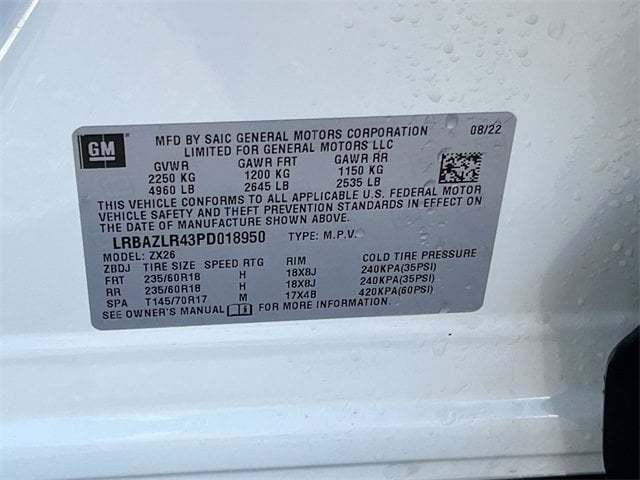 GM
MFD BY SAIC GENERAL MOTORS CORPORATION 08/22
LIMITED FOR GENERAL MOTORS LLC
GVWR GAWR FRT GAWR RR
2250 KG 1200 KG 1150 KG
4960 LB 2645 LB 2535 LB
THIS VEHICLE CONFORMS TO ALL APPLICABLE U.S. FEDERAL MOTOR
VEHICLE SAFETY AND THEFT PREVENTION STANDARDS IN EFFECT ON
THE DATE OF MANUFACTURE SHOWN ABOVE.
LRBAZLR43PD018950 TYPE: M.P.V.
MODEL: ZX26
ZBDJ TIRE SIZE SPEED RTG RIM COLD TIRE PRESSURE
FRT 235/60R18 H 18X8J 240KPA(35PSI)
RR 235/60R18 H 18X8J 240KPA(35PSI)
SPA T145/70R17 M 17X4B 420KPA(60PSI)
SEE OWNER'S MANUAL FOR MORE INFORMATION.